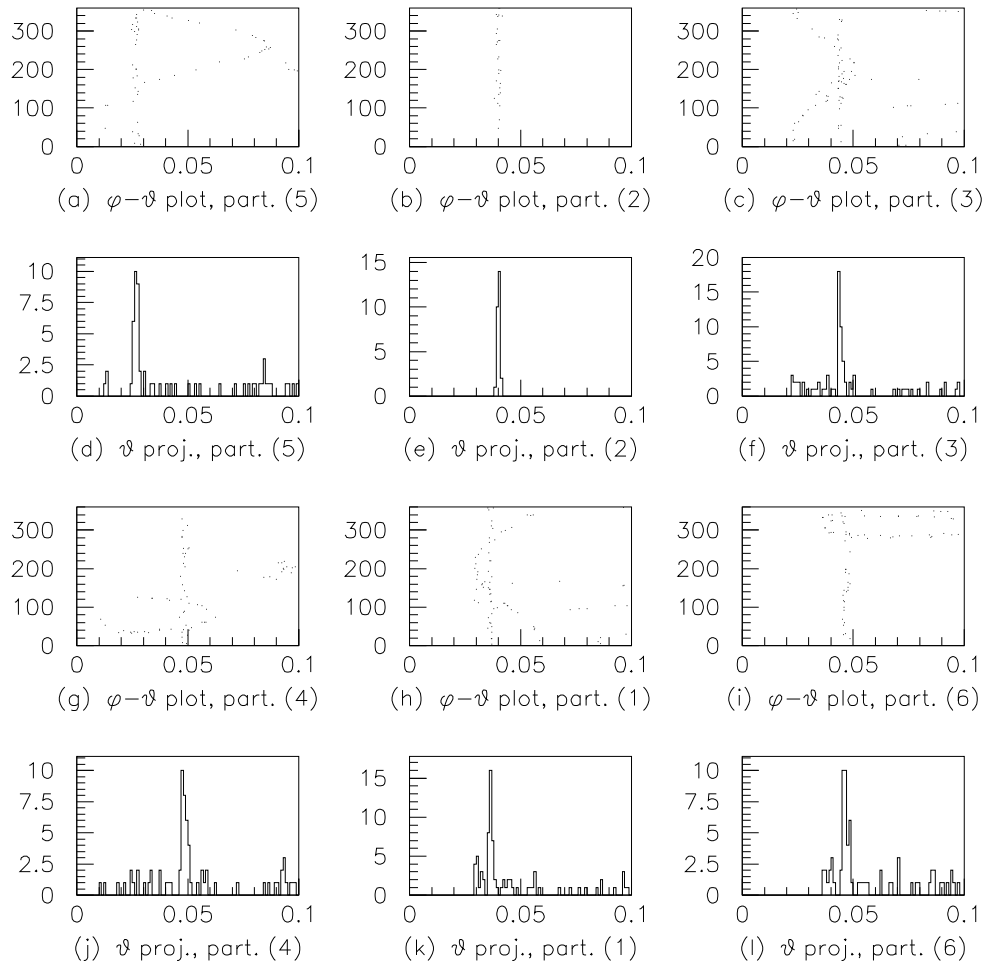 300
200
100
0
0 0.05 0.1
(a) φ−ϑ plot, part. (5)
300
200
100
0
0 0.05 0.1
(b) φ−ϑ plot, part. (2)
300
200
100
0
0 0.05 0.1
(c) φ−ϑ plot, part. (3)
10
7.5
5
2.5
0
0 0.05 0.1
(d) ϑ proj., part. (5)
15
10
5
0
0 0.05 0.1
(e) ϑ proj., part. (2)
20
15
10
5
0
0 0.05 0.1
(f) ϑ proj., part. (3)
300
200
100
0
0 0.05 0.1
(g) φ−ϑ plot, part. (4)
300
200
100
0
0 0.05 0.1
(h) φ−ϑ plot, part. (1)
300
200
100
0
0 0.05 0.1
(i) φ−ϑ plot, part. (6)
10
7.5
5
2.5
0
0 0.05 0.1
(j) ϑ proj., part. (4)
15
10
5
0
0 0.05 0.1
(k) ϑ proj., part. (1)
10
7.5
5
2.5
0
0 0.05 0.1
(l) ϑ proj., part. (6)